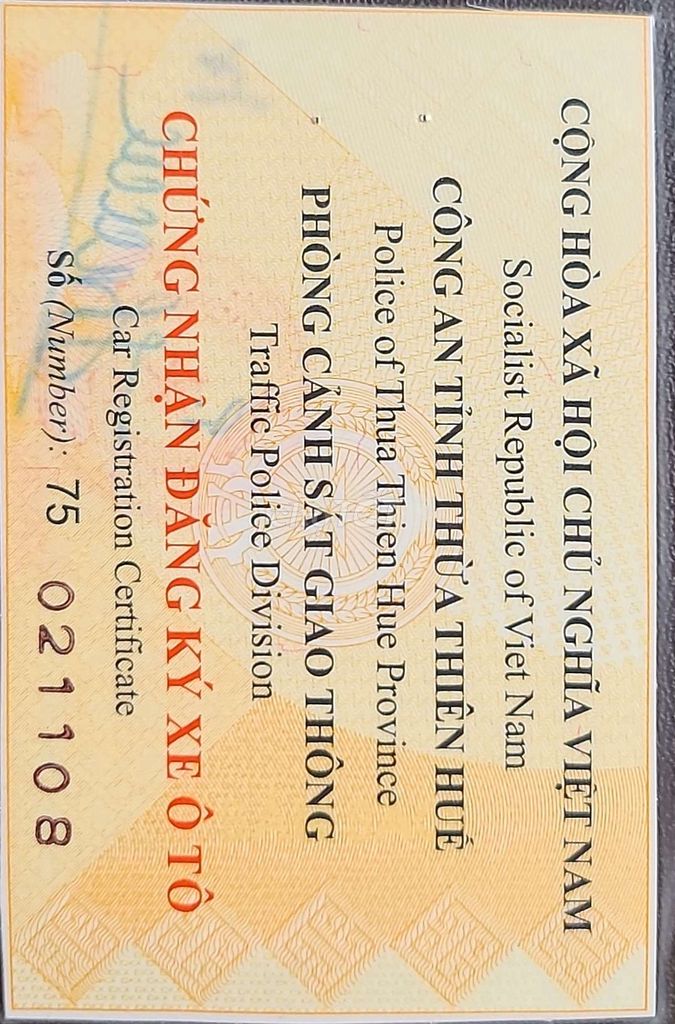 CỘNG HÒA XÃ HỘI CHỦ NGHĨA VIỆT NAM
Socialist Republic of Viet Nam
CÔNG AN TỈNH THỪA THIÊN HUẾ
Police of Thua Thien Hue Province
PHÒNG CẢNH SÁT GIAO THÔNG
Traffic Police Division
CHỨNG NHẬN ĐĂNG KÝ XE Ô TÔ
Car Registration Certificate
Số (Number): 75 021108